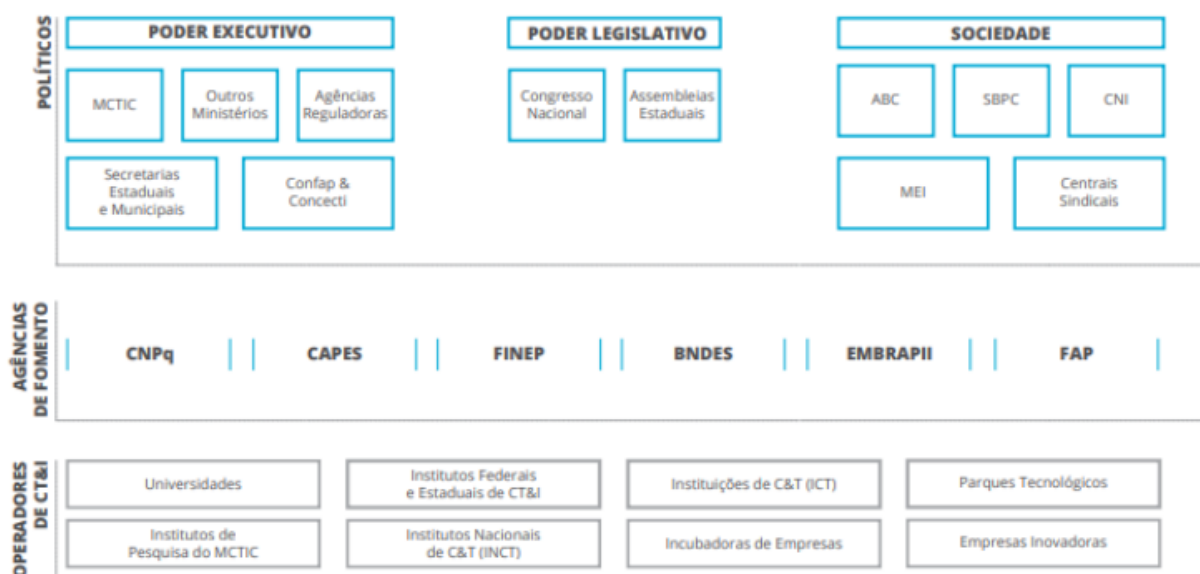 POLÍTICOS
PODER EXECUTIVO
PODER LEGISLATIVO
SOCIEDADE
MCTIC
Outros
Ministérios
Agências
Reguladoras
Congresso
Nacional
Assembleias
Estaduais
ABC
SBPC
CNI
Secretarias
Estaduais
e Municipais
Confap &
Concecti
MEI
Centrais
Sindicais
AGÊNCIAS
DE FOMENTO
CNPq
CAPES
FINEP
BNDES
EMBRAPII
FAP
OPERADORES
DE CT&I
Universidades
Institutos Federais
e Estaduais de CT&I
Instituições de C&T (ICT)
Parques Tecnológicos
Institutos de
Pesquisa do MCTIC
Institutos Nacionais
de C&T (INCT)
Incubadoras de Empresas
Empresas Inovadoras